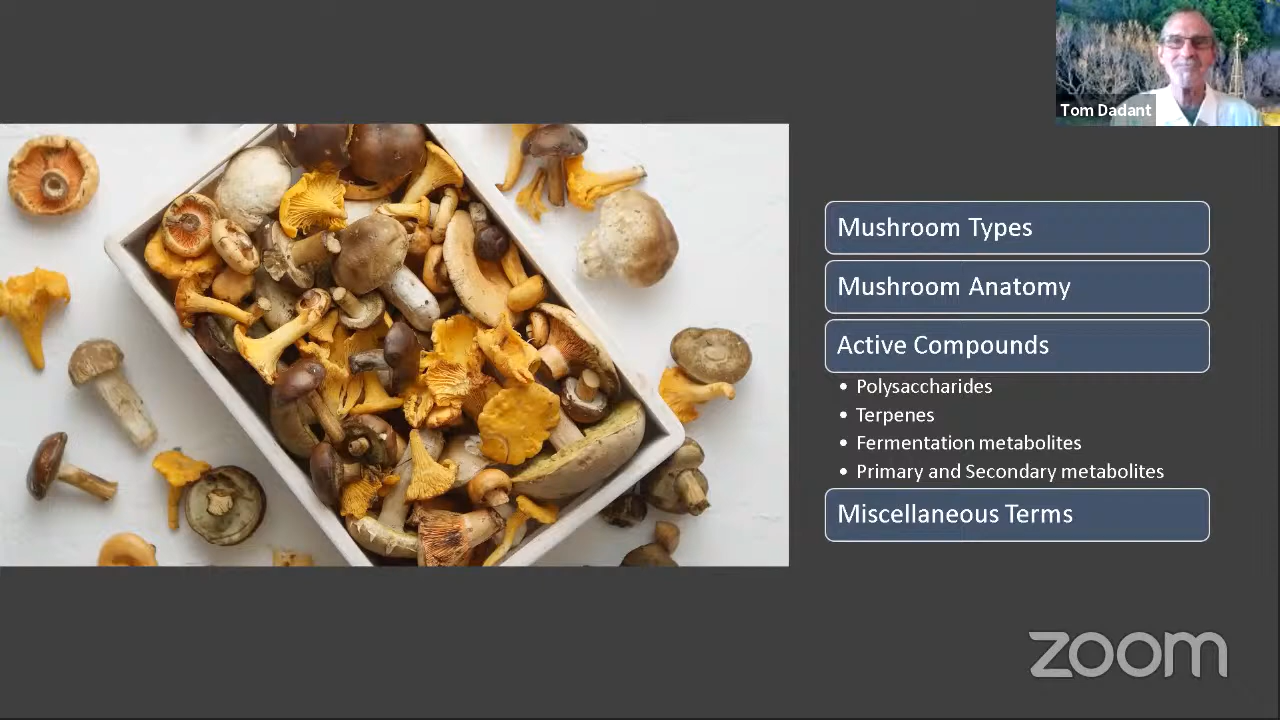 Tom Dadant
Mushroom Types
Mushroom Anatomy
Active Compounds
• Polysaccharides
• Terpenes
• Fermentation metabolites
• Primary and Secondary metabolites
Miscellaneous Terms
zoom